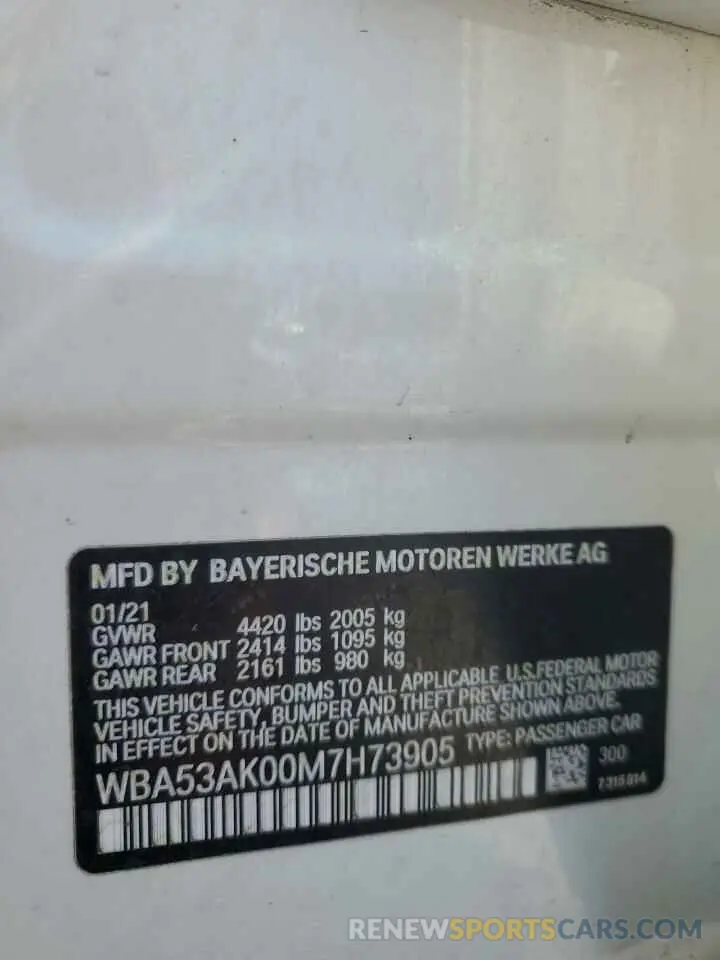 MFD BY BAYERISCHE MOTOREN WERKE AG
01/21
GVWR 4420 lbs 2005 kg
GAWR FRONT 2414 lbs 1095 kg
GAWR REAR 2161 lbs 980 kg
THIS VEHICLE CONFORMS TO ALL APPLICABLE U.S.FEDERAL MOTOR
VEHICLE SAFETY, BUMPER AND THEFT PREVENTION STANDARDS
IN EFFECT ON THE DATE OF MANUFACTURE SHOWN ABOVE.
WBA53AK00M7H73905 TYPE: PASSENGER CAR
300
7315814
RENEWSPORTSCARS.COM